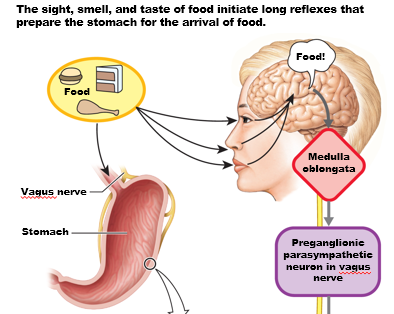 The sight, smell, and taste of food initiate long reflexes that
prepare the stomach for the arrival of food.
Food!
Food
Medulla
oblongata
Vagus nerve
Stomach
Preganglionic
parasympathetic
neuron in vagus
nerve